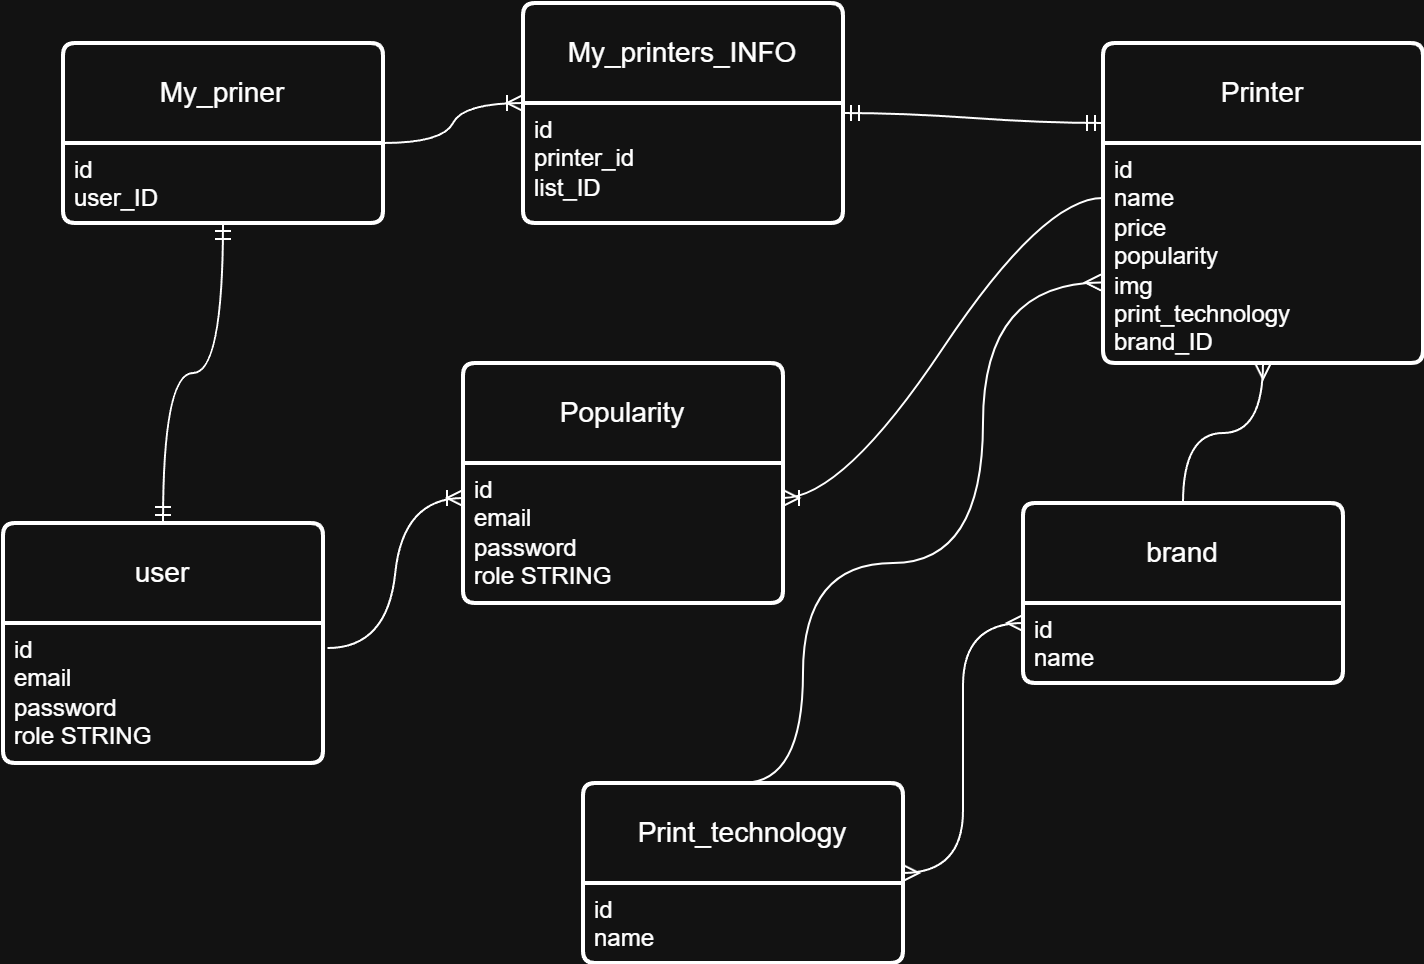 My_priner
id
user_ID
My_printers_INFO
id
printer_id
list_ID
Printer
id
name
price
popularity
img
print_technology
brand_ID
Popularity
id
email
password
role STRING
user
id
email
password
role STRING
brand
id
name
Print_technology
id
name